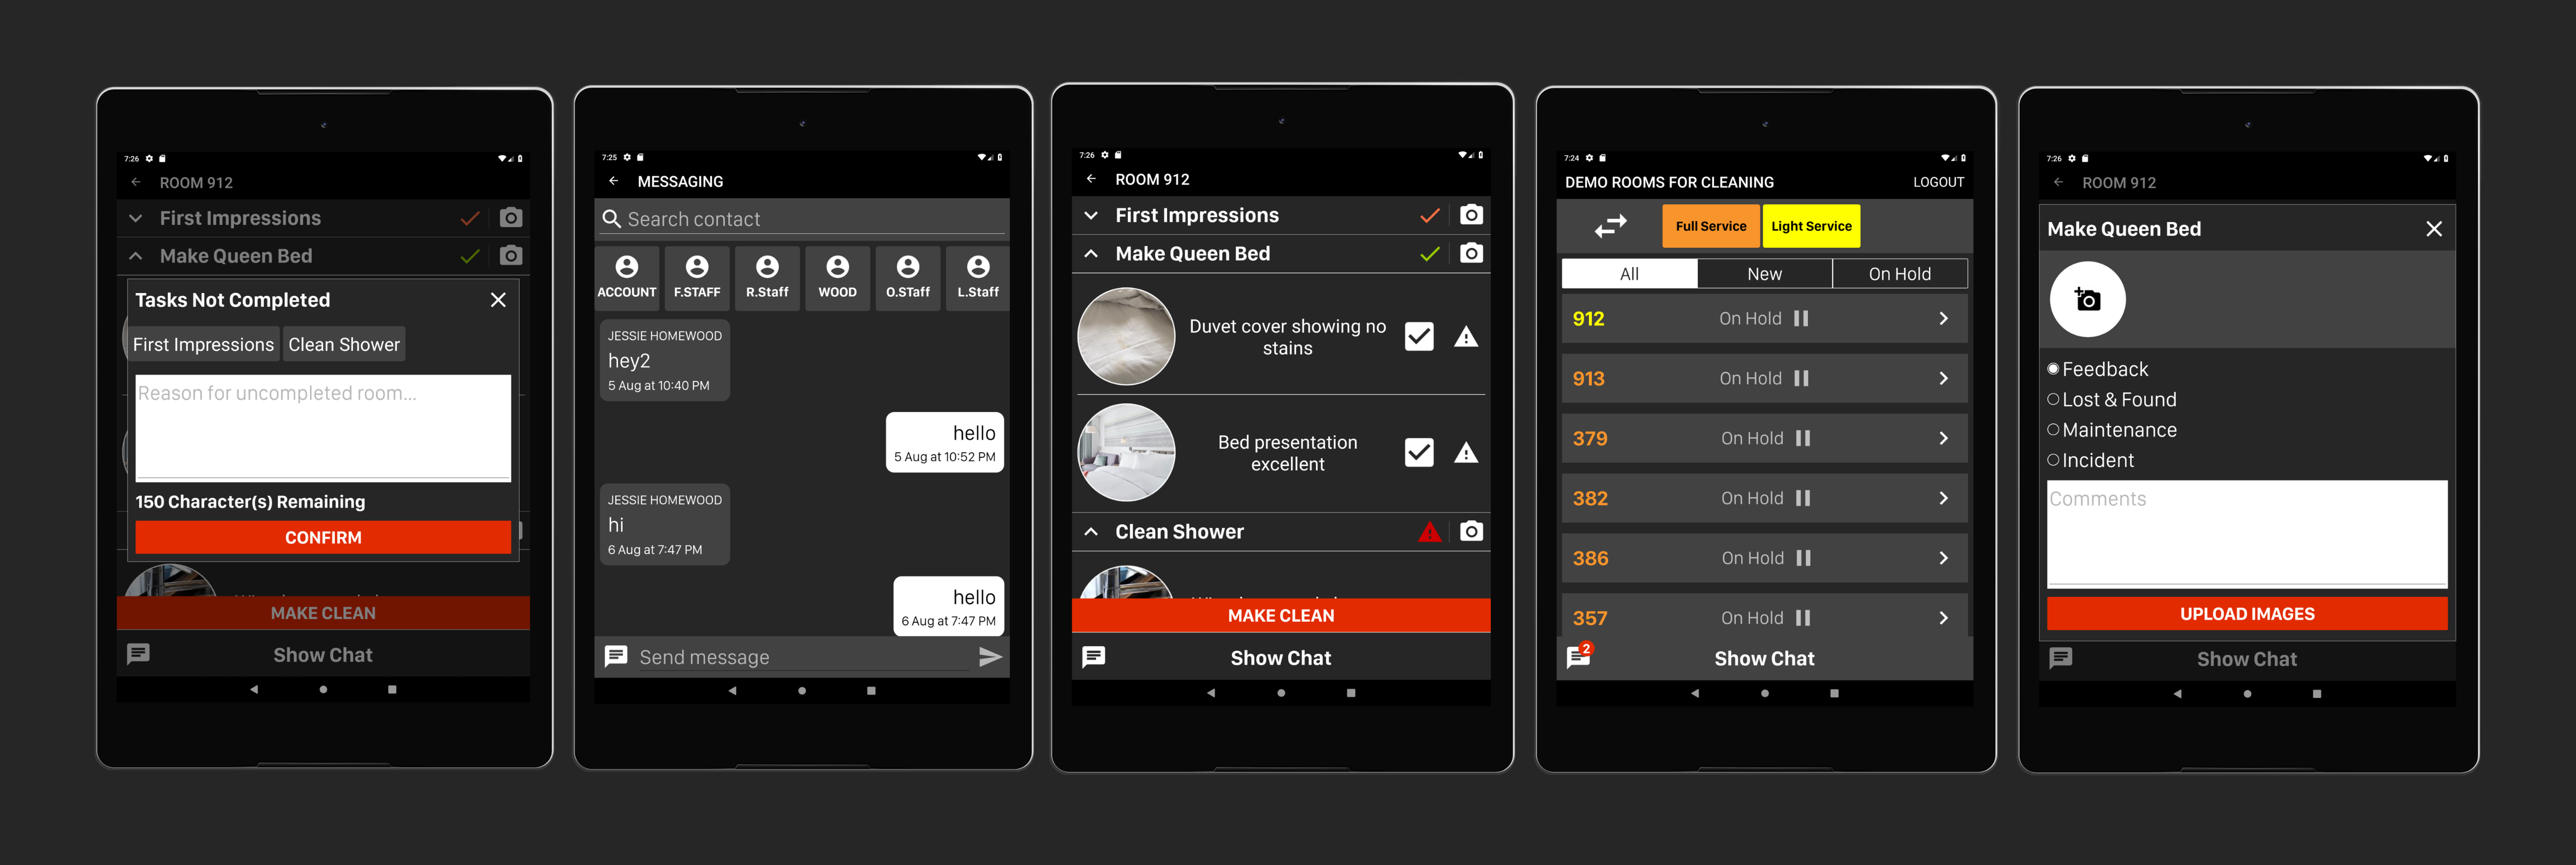 7:26
ROOM 912
First Impressions
Make Queen Bed
Tasks Not Completed
First Impressions
Clean Shower
Reason for uncompleted room...
150 Character(s) Remaining
CONFIRM
MAKE CLEAN
Show Chat
7:25
MESSAGING
Search contact
ACCOUNT
F.STAFF
R.Staff
WOOD
O.STaff
L.Staff
JESSIE HOMEWOOD
hey2
5 Aug at 10:40 PM
hello
5 Aug at 10:52 PM
JESSIE HOMEWOOD
hi
6 Aug at 7:47 PM
hello
6 Aug at 7:47 PM
Send message
7:26
ROOM 912
First Impressions
Make Queen Bed
Duvet cover showing no
stains
Bed presentation
excellent
Clean Shower
MAKE CLEAN
Show Chat
7:24
DEMO ROOMS FOR CLEANING
LOGOUT
Full Service
Light Service
All
New
On Hold
912 On Hold
913 On Hold
379 On Hold
382 On Hold
386 On Hold
357 On Hold
2
Show Chat
7:26
ROOM 912
Make Queen Bed
Feedback
Lost & Found
Maintenance
Incident
Comments
UPLOAD IMAGES
Show Chat